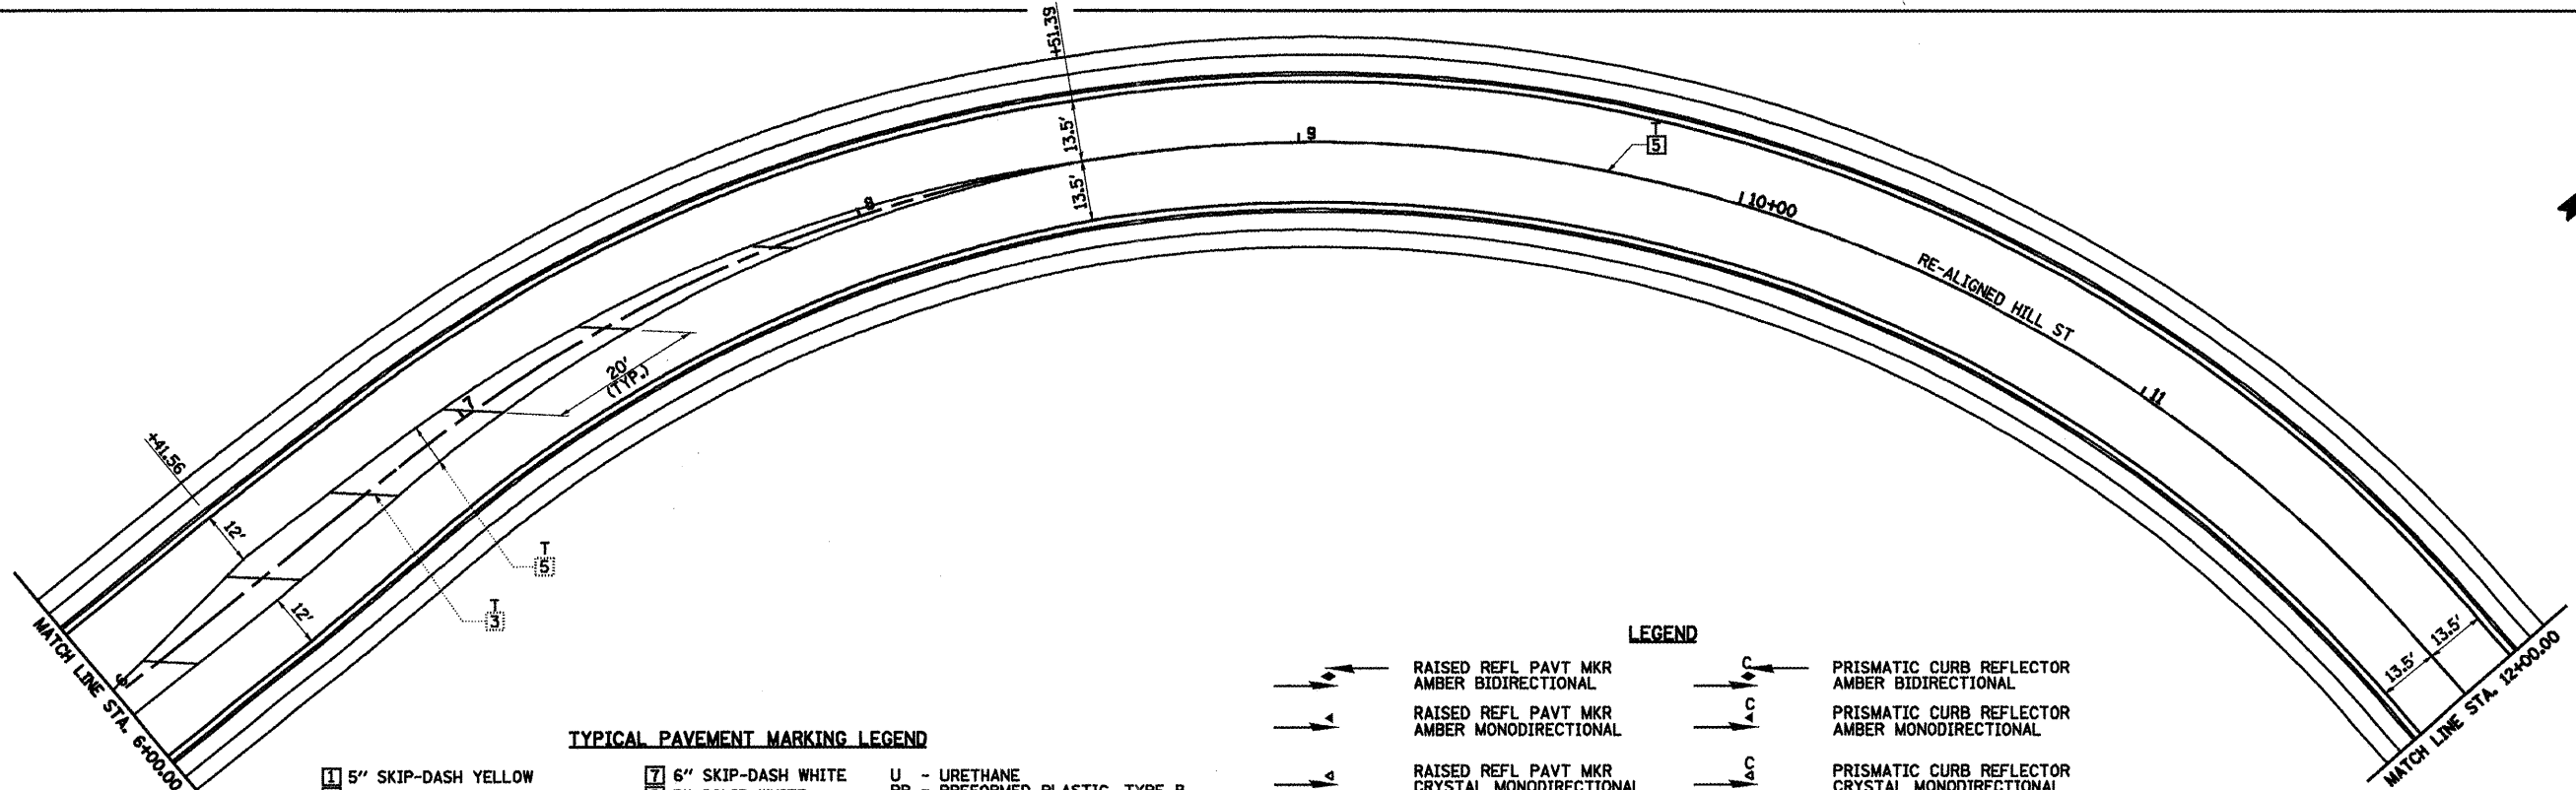 +51.39
13.5'
13.5'
9
T
5
8
10+00
RE-ALIGNED HILL ST
20'
(TYP.)
7
11
+41.56
12'
T
5
12'
T
3
6
MATCH LINE STA. 6+00.00
13.5'
13.5'
MATCH LINE STA. 12+00.00
TYPICAL PAVEMENT MARKING LEGEND
1 5" SKIP-DASH YELLOW
7 6" SKIP-DASH WHITE
U - URETHANE
LEGEND
RAISED REFL PAVT MKR
AMBER BIDIRECTIONAL
C
PRISMATIC CURB REFLECTOR
AMBER BIDIRECTIONAL
RAISED REFL PAVT MKR
AMBER MONODIRECTIONAL
C
PRISMATIC CURB REFLECTOR
AMBER MONODIRECTIONAL
RAISED REFL PAVT MKR
CRYSTAL MONODIRECTIONAL
C
PRISMATIC CURB REFLECTOR
CRYSTAL MONODIRECTIONAL